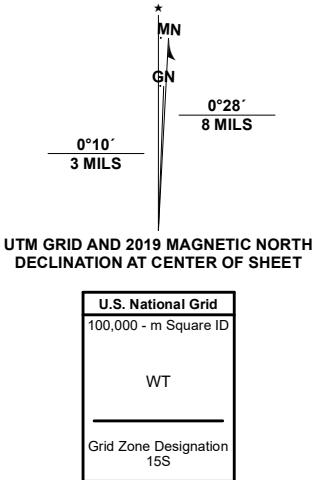 ★
MN
GN
0°28´
8 MILS
0°10´
3 MILS
UTM GRID AND 2019 MAGNETIC NORTH
DECLINATION AT CENTER OF SHEET
U.S. National Grid
100,000 - m Square ID
WT
Grid Zone Designation
15S